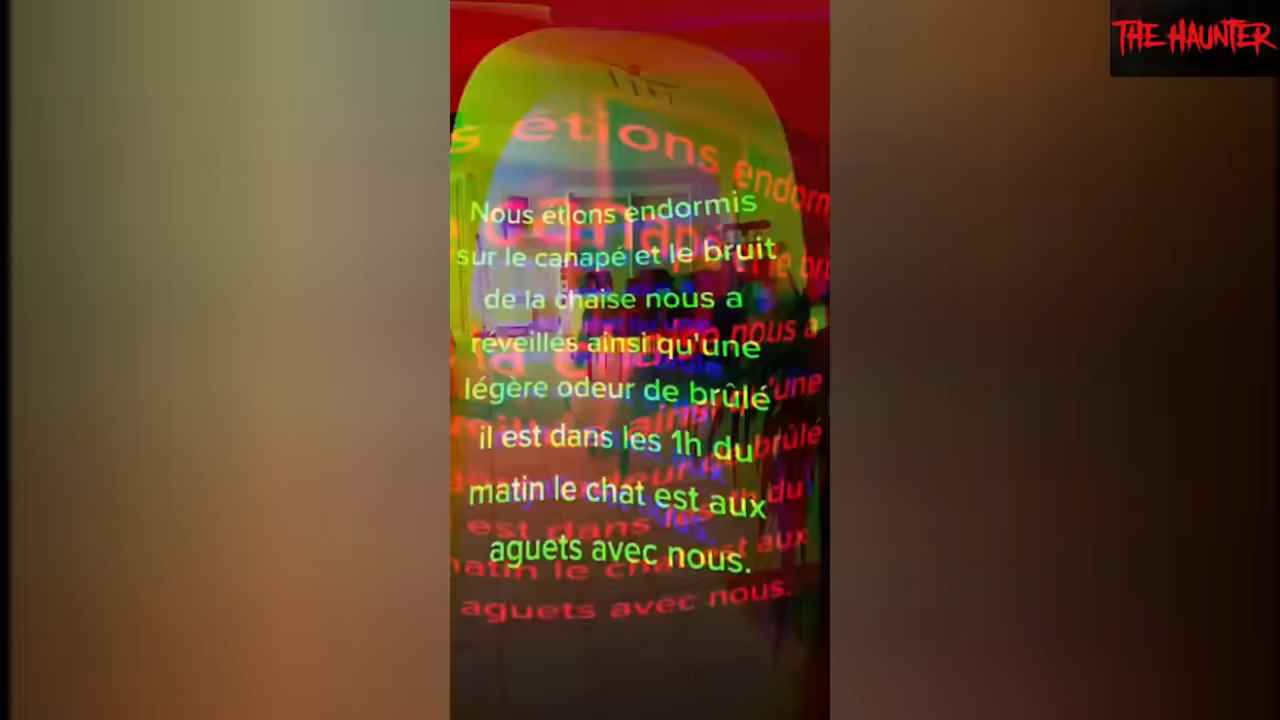 THE HAUNTER
Nous étions endormis
sur le canapé et le bruit
de la chaise nous a
réveillés ainsi qu'une
légère odeur de brûlé
il est dans les 1h du
matin le chat est aux
aguets avec nous.